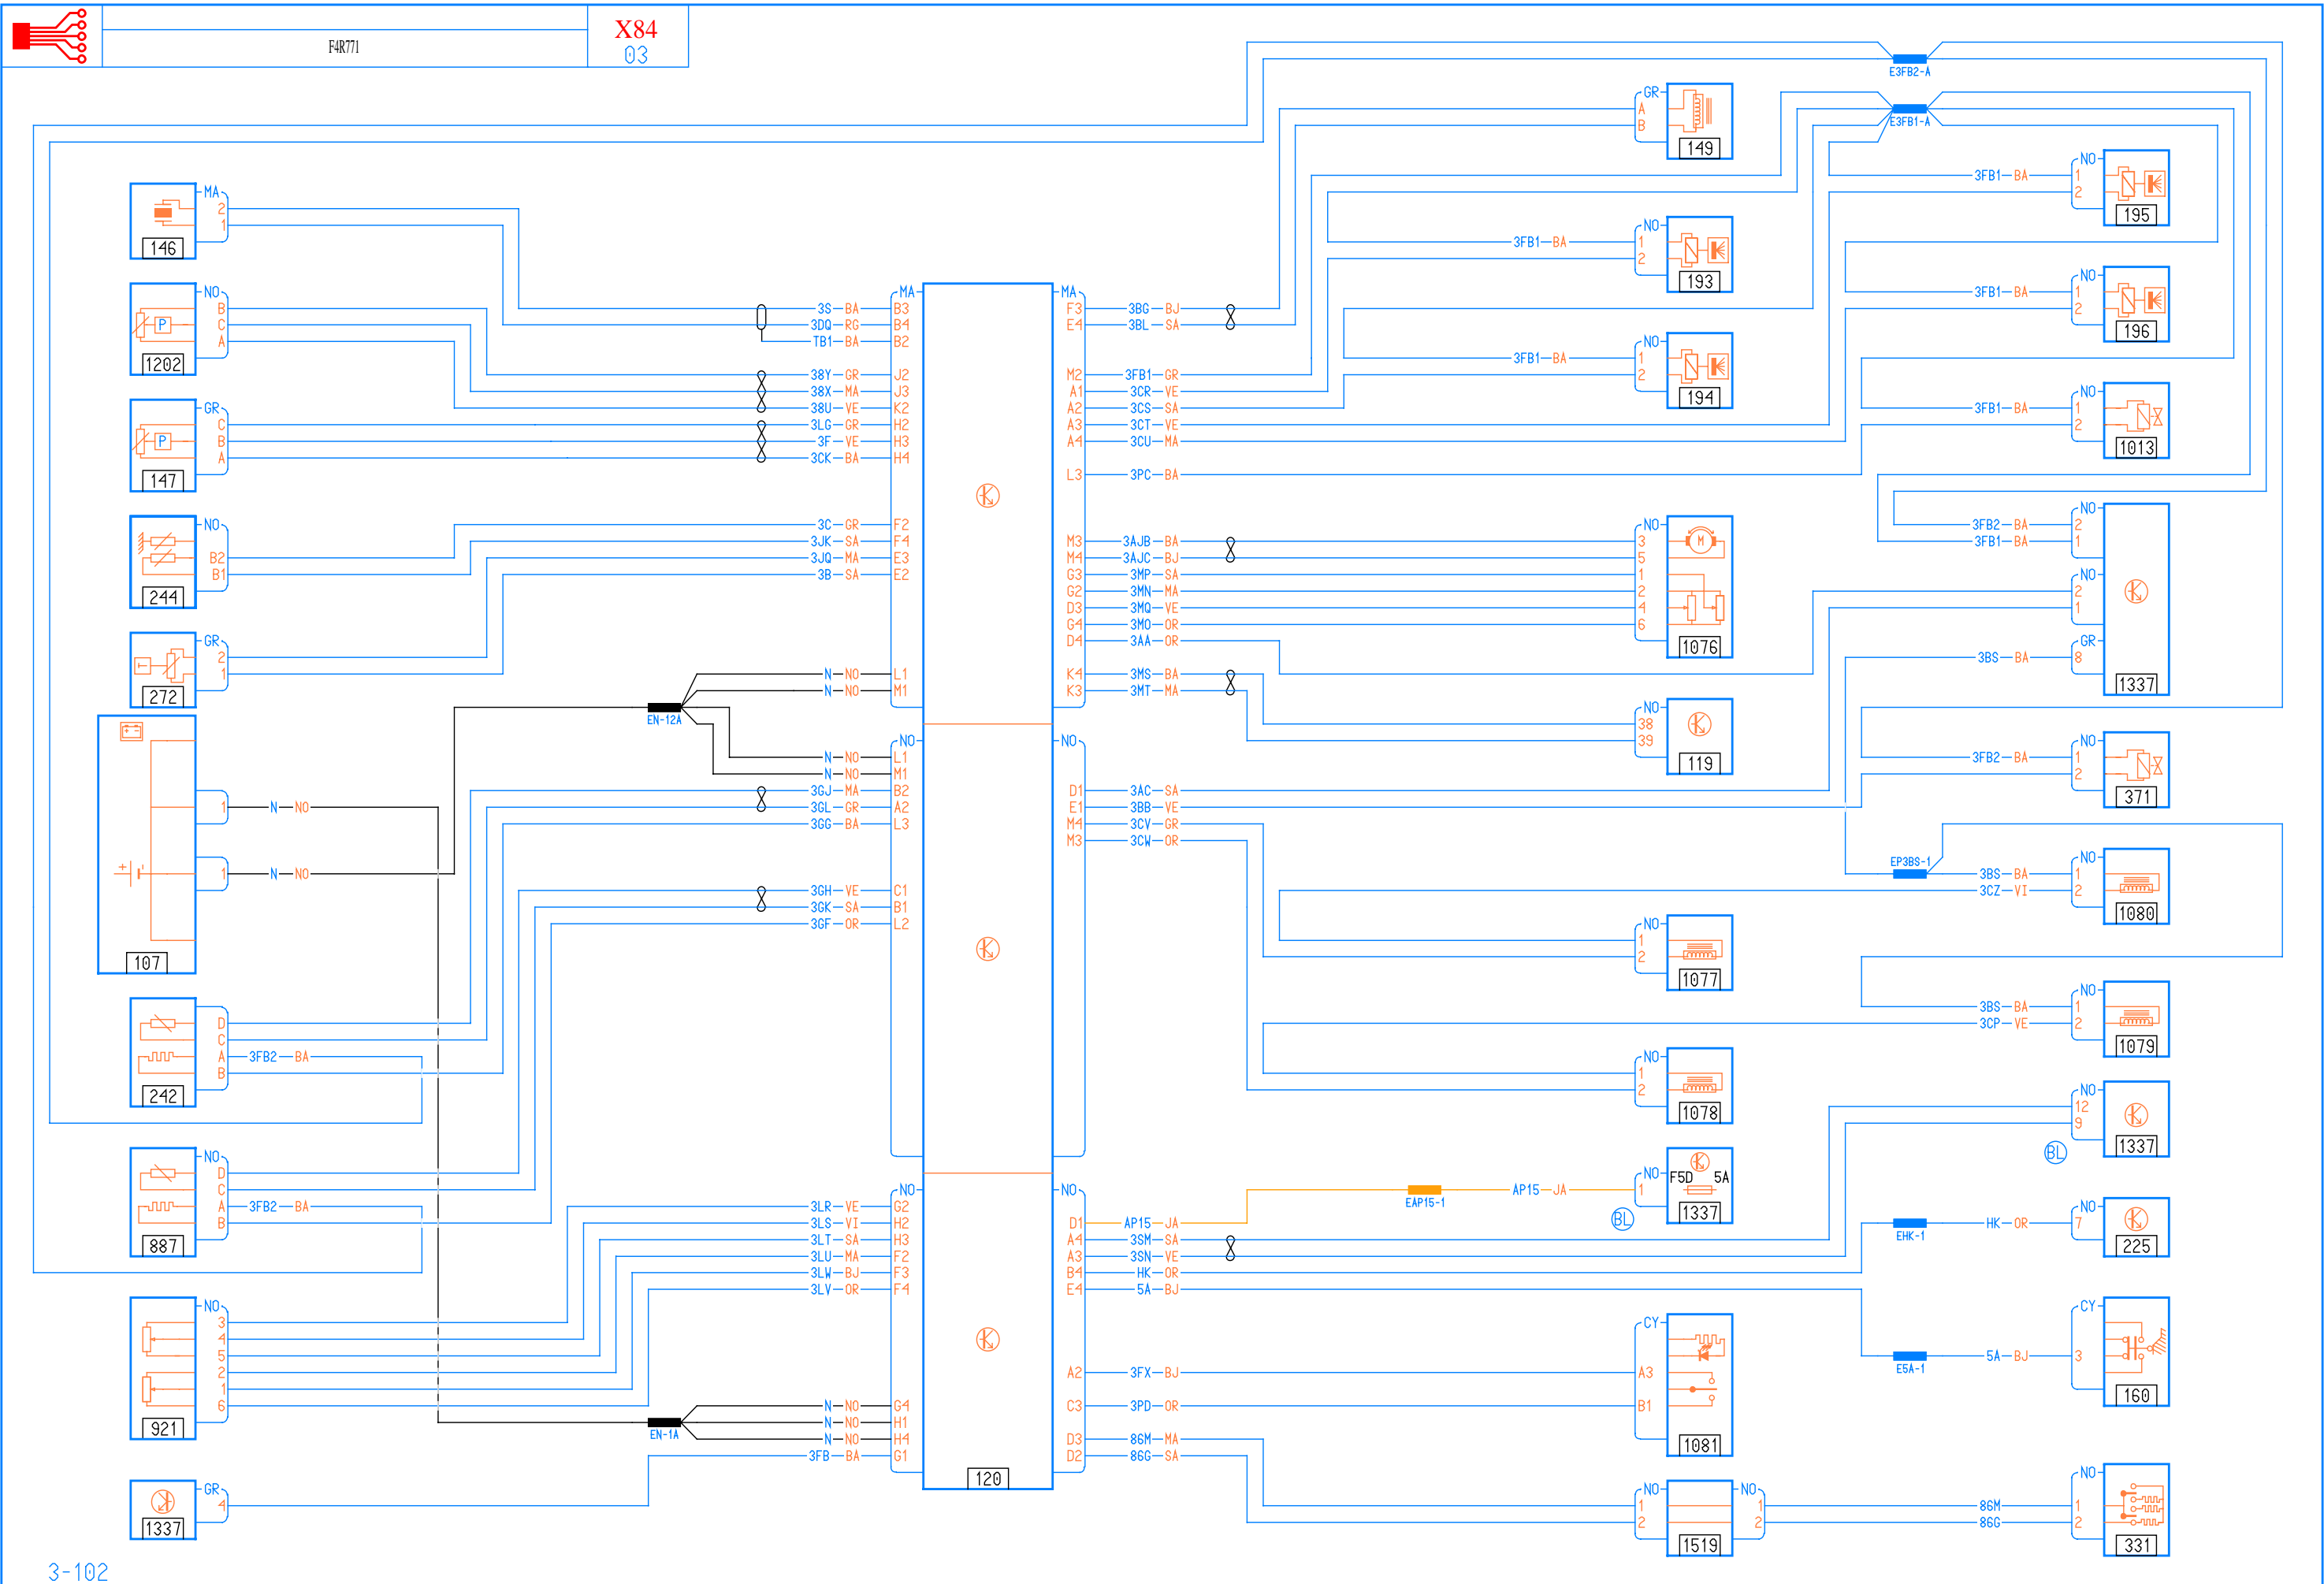 F4R771
X84
03
E3FB2-A
E3FB1-A
GR
A
B
149
NO
1 3FB1 BA
2
195
NO
1 3FB1 BA
2
193
NO
1 3FB1 BA
2
196
NO
1 3FB1 BA
2
194
NO
1 3FB1 BA
2
1013
MA
2
1
146
NO
B
C
A
P
1202
GR
C
B
A
P
147
NO
B2
B1
244
GR
2
1
T
272
+ -
1 N NO
1 N NO
+ -
107
D
C
A 3FB2 BA
B
242
NO
D
C
A 3FB2 BA
B
887
NO
3
4
5
2
1
6
921
GR
4
1337
EN-12A
EN-1A
MA
3S BA B3
3DQ RG B4
TB1 BA B2
38Y GR J2
38X MA J3
38U VE K2
3LG GR H2
3F VE H3
3CK BA H4
3C GR F2
3JK SA F4
3JQ MA E3
3B SA E2
N NO L1
N NO M1
NO
N NO L1
N NO M1
3GJ MA B2
3GL GR A2
3GG BA L3
3GH VE C1
3GK SA B1
3GF OR L2
NO
3LR VE G2
3LS VI H2
3LT SA H3
3LU MA F2
3LW BJ F3
3LV OR F4
N NO G4
N NO H1
N NO H4
3FB BA G1
120
MA
F3 3BG BJ
E4 3BL SA
M2 3FB1 GR
A1 3CR VE
A2 3CS SA
A3 3CT VE
A4 3CU MA
L3 3PC BA
M3 3AJB BA
M4 3AJC BJ
G3 3MP SA
G2 3MN MA
D3 3MQ VE
G4 3MO OR
D4 3AA OR
K4 3MS BA
K3 3MT MA
NO
D1 3AC SA
E1 3BB VE
M4 3CV GR
M3 3CW OR
NO
D1 AP15 JA
A4 3SM SA
A3 3SN VE
B4 HK OR
E4 5A BJ
A2 3FX BJ
C3 3PD OR
D3 86M MA
D2 86G SA
NO
3
5
1
2
4
6
M
1076
NO
38
39
119
NO
1
2
1077
NO
1
2
1078
EAP15-1
AP15 JA
NO
1
F5D 5A
1337
BL
CY
A3
B1
1081
NO
1
2
NO
1
2
1519
NO
3FB2 BA 2
3FB1 BA 1
NO
2
1
GR
3BS BA 8
1337
NO
3FB2 BA 1
2
371
EP3BS-1
NO
3BS BA 1
3CZ VI 2
1080
NO
3BS BA 1
3CP VE 2
1079
NO
12
9
1337
BL
EHK-1
NO
HK OR 7
225
E5A-1
CY
5A BJ 3
160
NO
86M 1
86G 2
331
3-102